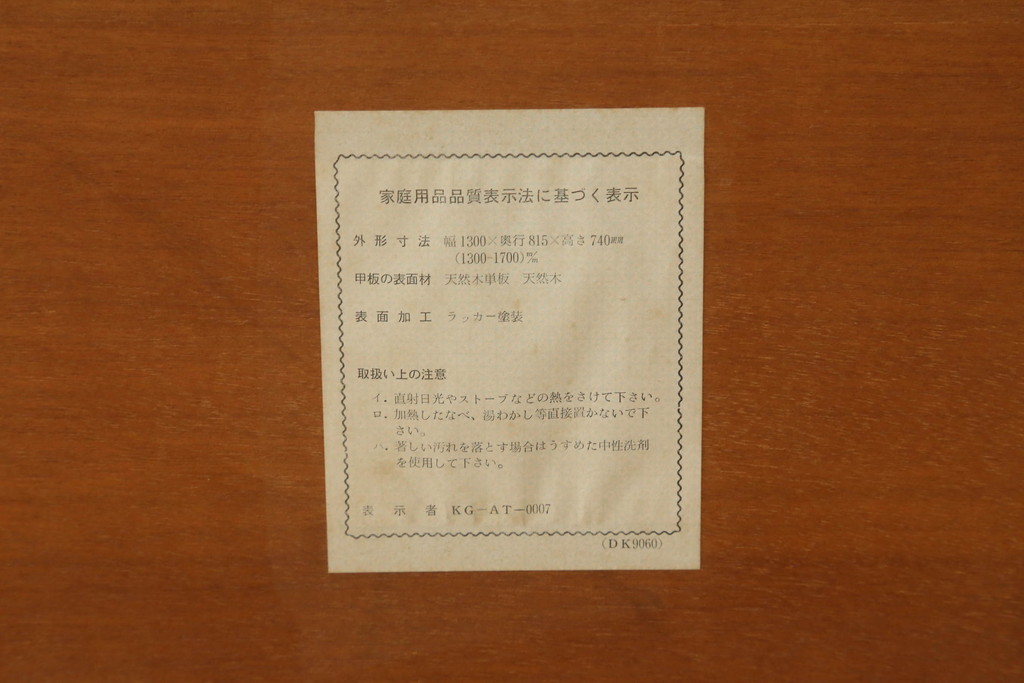 家庭用品品質表示法に基づく表示
外形寸法 幅1300×奥行815×高さ740㎜
(1300-1700)㎜
甲板の表面材 天然木単板 天然木
表面加工 ラッカー塗装
取扱い上の注意
イ.直射日光やストーブなどの熱をさけて下さい。
ロ.加熱したなべ、湯わかし等直接置かないで下
さい。
ハ.著しい汚れを落とす場合はうすめた中性洗剤
を使用して下さい。
表示者 KG-AT-0007
(DK9060)